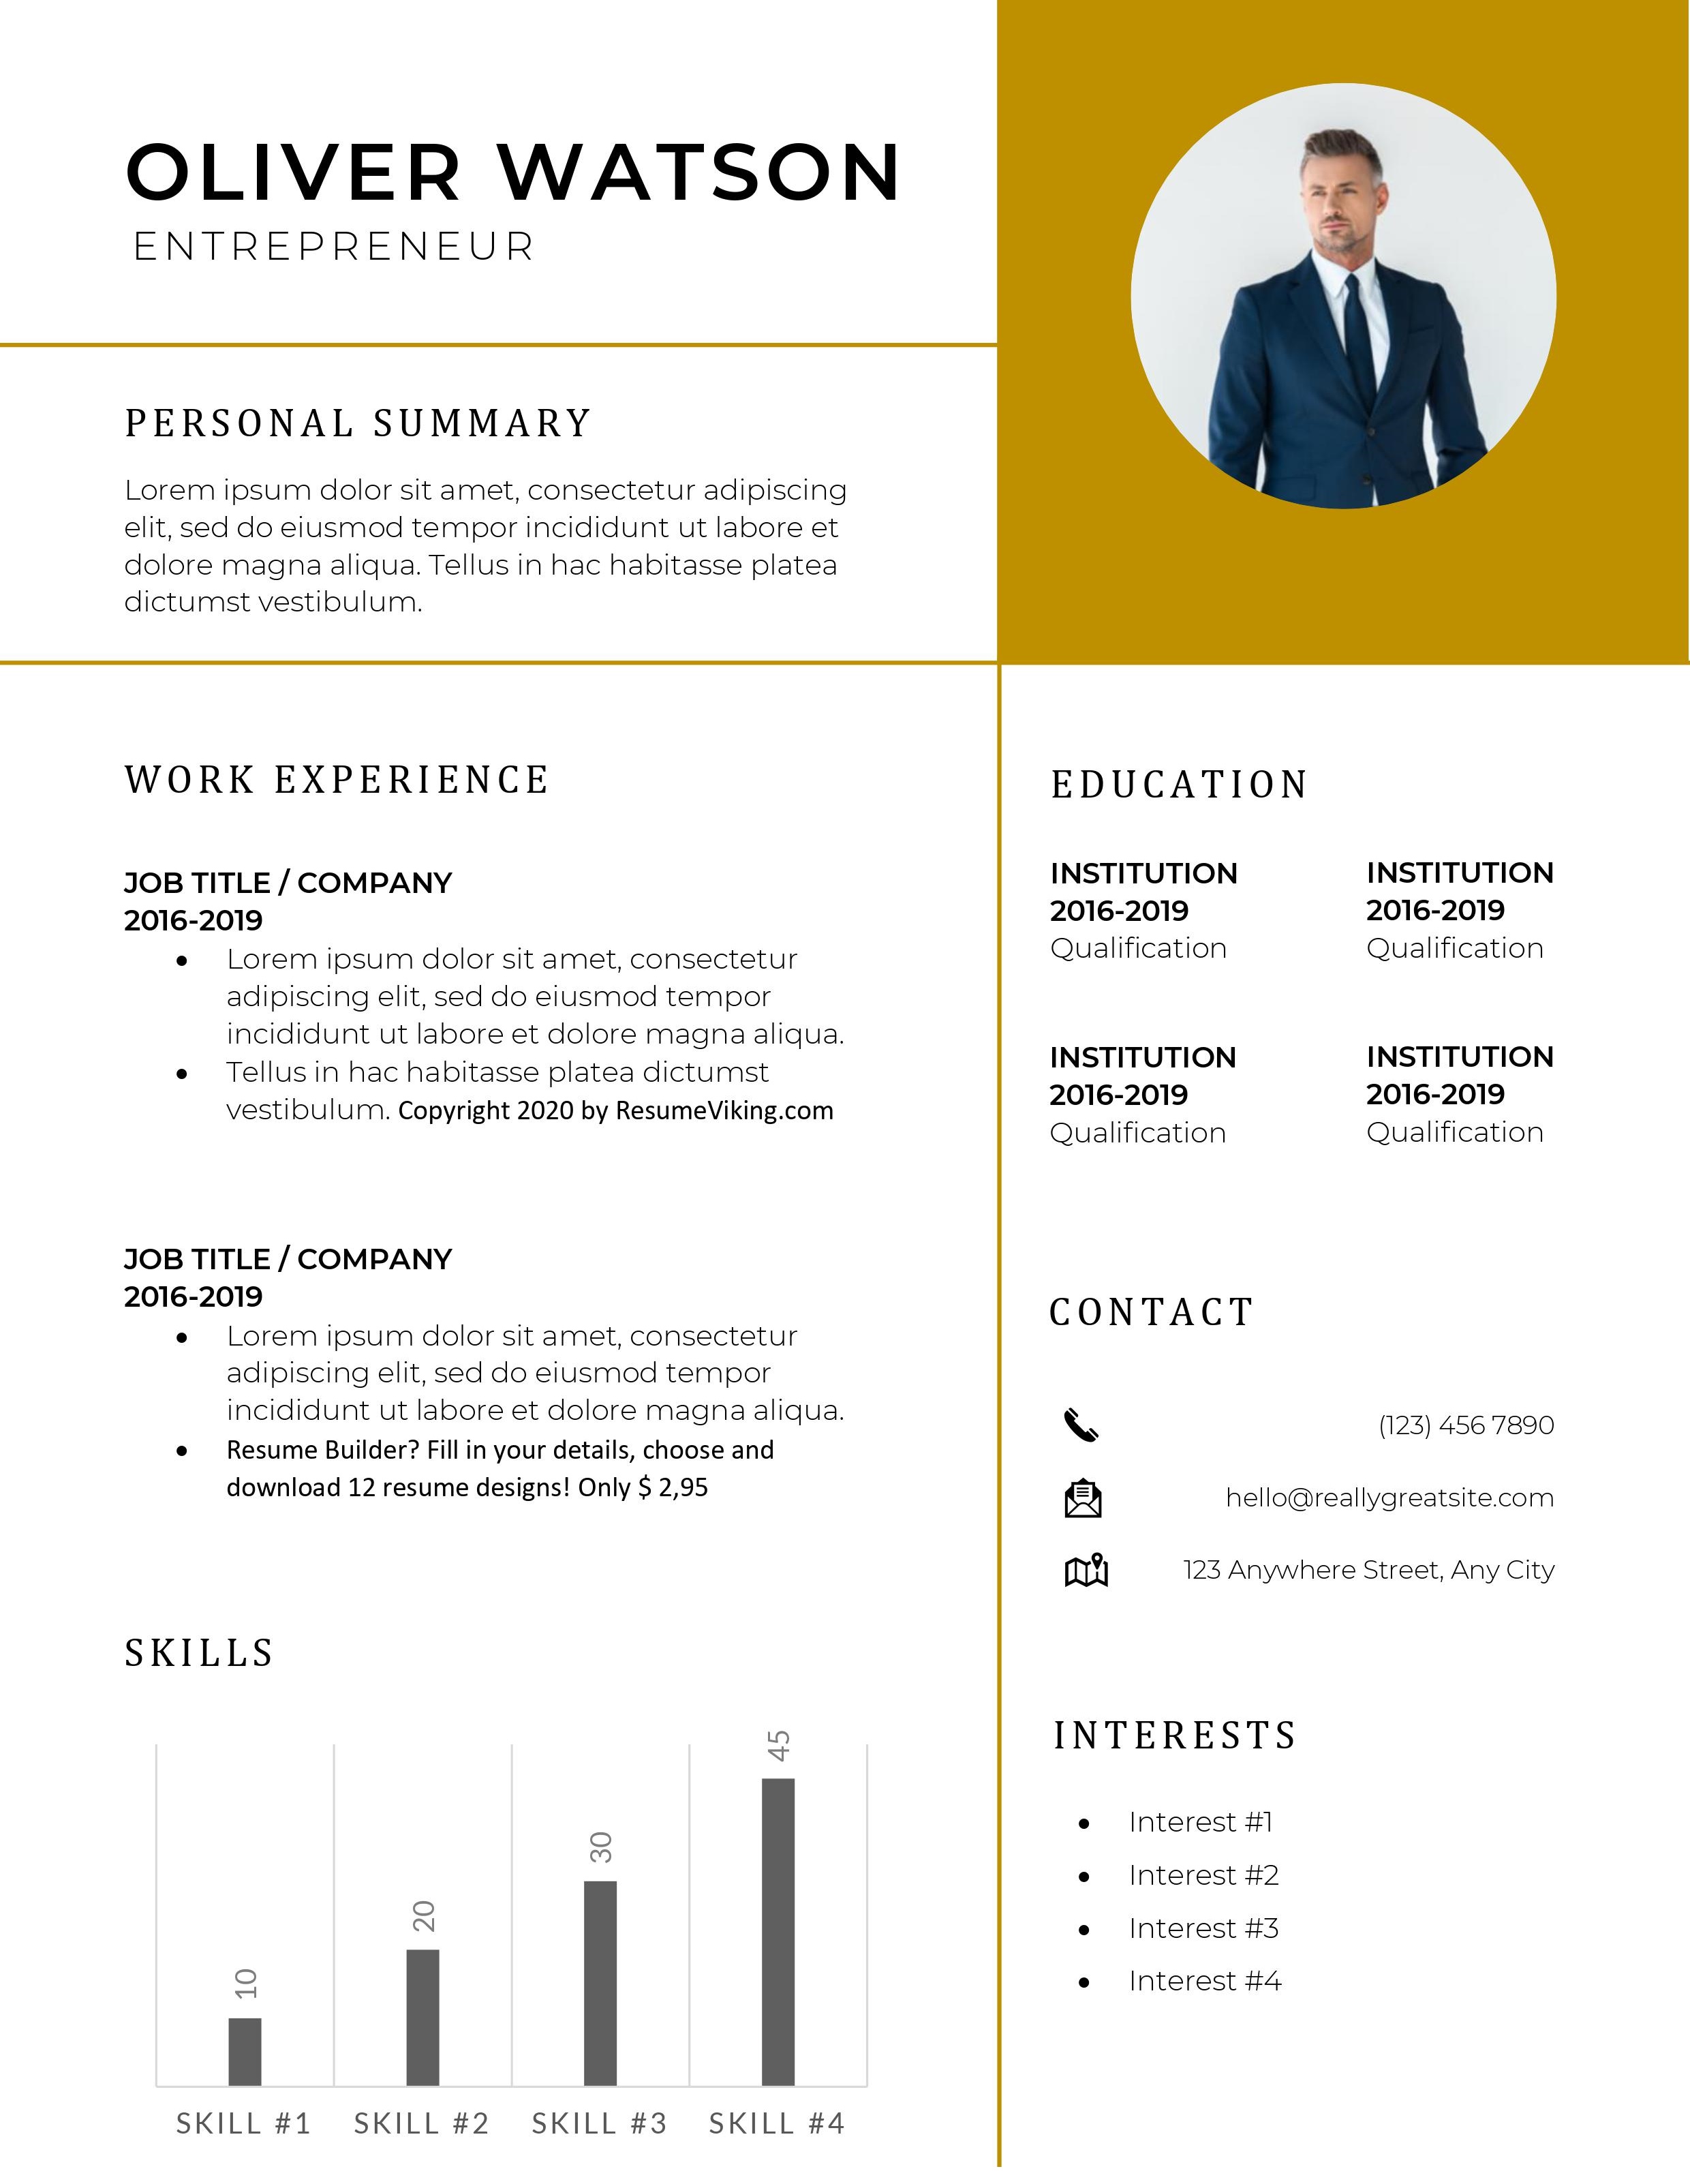 OLIVER WATSON
ENTREPRENEUR
PERSONAL SUMMARY
Lorem ipsum dolor sit amet, consectetur adipiscing
elit, sed do eiusmod tempor incididunt ut labore et
dolore magna aliqua. Tellus in hac habitasse platea
dictumst vestibulum.
WORK EXPERIENCE
JOB TITLE / COMPANY
2016-2019
• Lorem ipsum dolor sit amet, consectetur
adipiscing elit, sed do eiusmod tempor
incididunt ut labore et dolore magna aliqua.
• Tellus in hac habitasse platea dictumst
vestibulum. Copyright 2020 by ResumeViking.com
JOB TITLE / COMPANY
2016-2019
• Lorem ipsum dolor sit amet, consectetur
adipiscing elit, sed do eiusmod tempor
incididunt ut labore et dolore magna aliqua.
• Resume Builder? Fill in your details, choose and
download 12 resume designs! Only $ 2,95
SKILLS
10
20
30
45
SKILL #1
SKILL #2
SKILL #3
SKILL #4
EDUCATION
INSTITUTION
2016-2019
Qualification
INSTITUTION
2016-2019
Qualification
INSTITUTION
2016-2019
Qualification
INSTITUTION
2016-2019
Qualification
CONTACT
(123) 456 7890
hello@reallygreatsite.com
123 Anywhere Street, Any City
INTERESTS
• Interest #1
• Interest #2
• Interest #3
• Interest #4